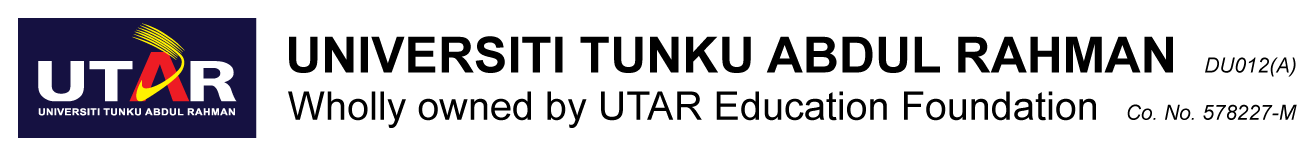 UTAR
UNIVERSITI TUNKU ABDUL RAHMAN
UNIVERSITI TUNKU ABDUL RAHMAN DU012(A)
Wholly owned by UTAR Education Foundation Co. No. 578227-M